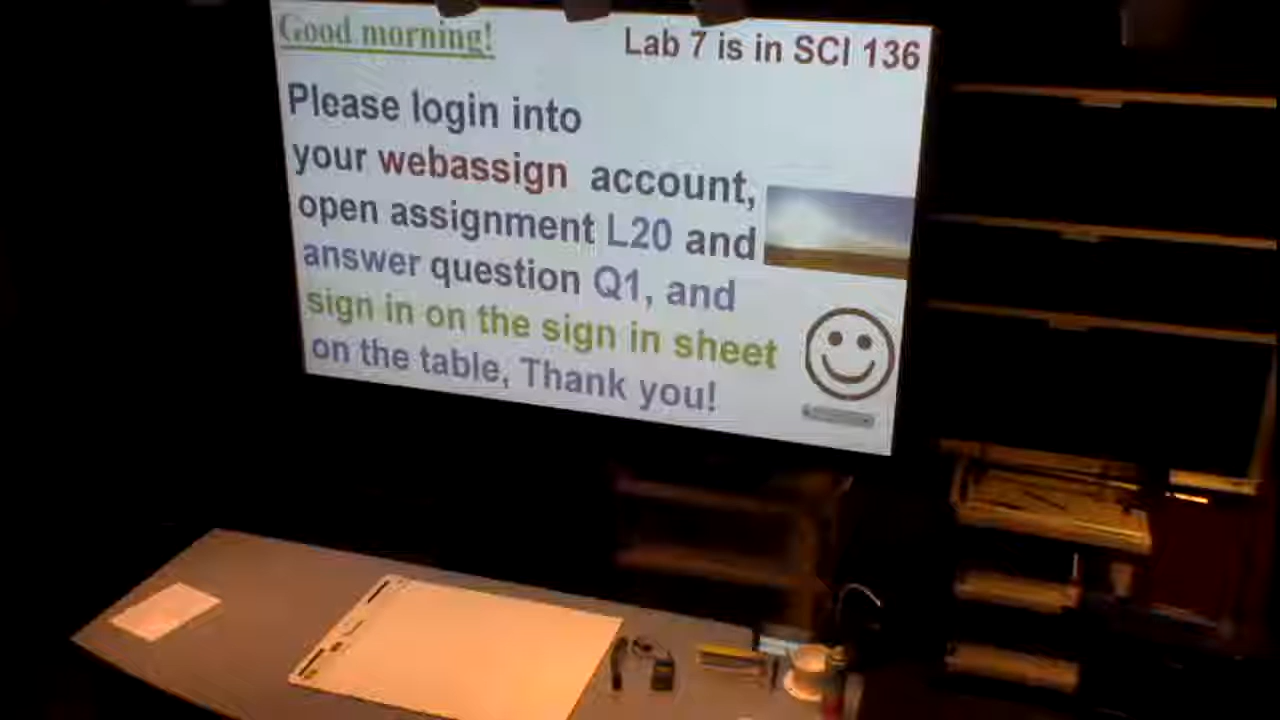 Good morning!
Lab 7 is in SCI 136
Please login into
your webassign account,
open assignment L20 and
answer question Q1, and
sign in on the sign in sheet
on the table, Thank you!